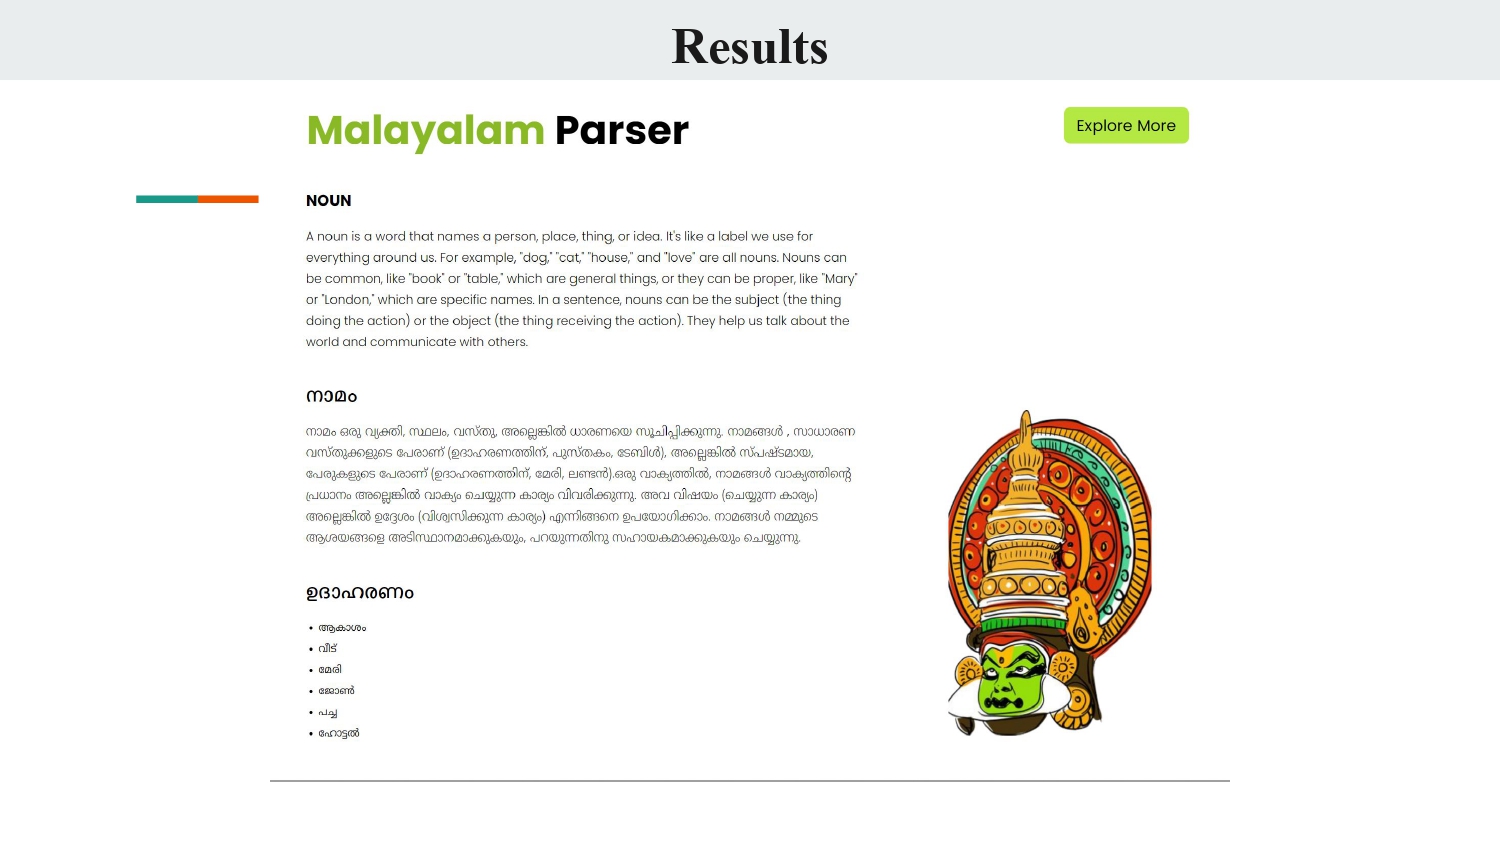 Results
Malayalam Parser
Explore More
NOUN
A noun is a word that names a person, place, thing, or idea. It's like a label we use for
everything around us. For example, "dog," "cat," "house," and "love" are all nouns. Nouns can
be common, like "book" or "table," which are general things, or they can be proper, like "Mary"
or "London," which are specific names. In a sentence, nouns can be the subject (the thing
doing the action) or the object (the thing receiving the action). They help us talk about the
world and communicate with others.
നാമം
നാമം ഒരു വ്യക്തി, സ്ഥലം, വസ്തു, അല്ലെങ്കിൽ ധാരണയെ സൂചിപ്പിക്കുന്നു. നാമങ്ങൾ , സാധാരണ
വസ്തുക്കളുടെ പേരാണ് (ഉദാഹരണത്തിന്, പുസ്തകം, ടേബിൾ), അല്ലെങ്കിൽ സ്പഷ്ടമായ,
പേരുകളുടെ പേരാണ് (ഉദാഹരണത്തിന്, മേരി, ലണ്ടൻ).ഒരു വാക്യത്തിൽ, നാമങ്ങൾ വാക്യത്തിന്റെ
പ്രധാനം അല്ലെങ്കിൽ വാക്യം ചെയ്യുന്ന കാര്യം വിവരിക്കുന്നു. അവ വിഷയം (ചെയ്യുന്ന കാര്യം)
അല്ലെങ്കിൽ ഉദ്ദേശം (വിശ്വസിക്കുന്ന കാര്യം) എന്നിങ്ങനെ ഉപയോഗിക്കാം. നാമങ്ങൾ നമ്മുടെ
ആശയങ്ങളെ അടിസ്ഥാനമാക്കുകയും, പറയുന്നതിനു സഹായകമാക്കുകയും ചെയ്യുന്നു.
ഉദാഹരണം
• ആകാശം
• വീട്
• മേരി
• ജോൺ
• പച്ച
• ഹോട്ടൽ